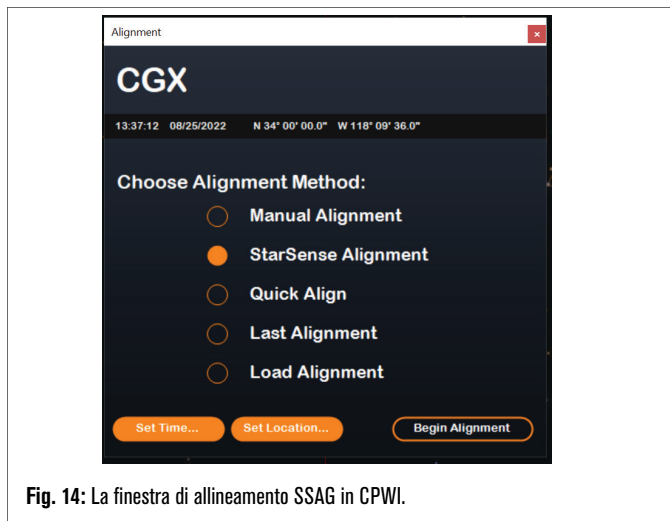 Alignment
CGX
13:37:12 08/25/2022 N 34° 00' 00.0" W 118° 09' 36.0"
Choose Alignment Method:
Manual Alignment
StarSense Alignment
Quick Align
Last Alignment
Load Alignment
Set Time... Set Location... Begin Alignment
Fig. 14: La finestra di allineamento SSAG in CPWI.